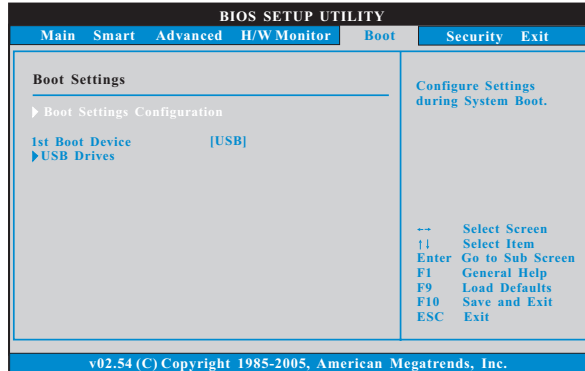 BIOS SETUP UTILITY
Main Smart Advanced H/W Monitor Boot Security Exit
Boot Settings
Boot Settings Configuration
1st Boot Device [USB]
USB Drives
Configure Settings
during System Boot.
←→ Select Screen
↑↓ Select Item
Enter Go to Sub Screen
F1 General Help
F9 Load Defaults
F10 Save and Exit
ESC Exit
v02.54 (C) Copyright 1985-2005, American Megatrends, Inc.